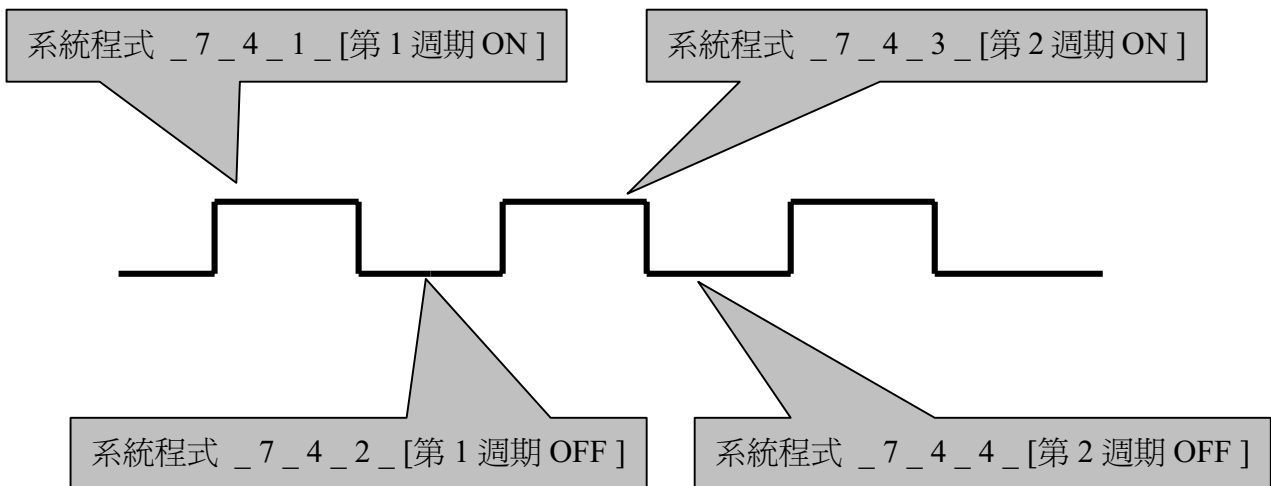 系統程式 _ 7 _ 4 _ 1 _ [第 1 週期 ON ]
系統程式 _ 7 _ 4 _ 3 _ [第 2 週期 ON ]
系統程式 _ 7 _ 4 _ 2 _ [第 1 週期 OFF ]
系統程式 _ 7 _ 4 _ 4 _ [第 2 週期 OFF ]